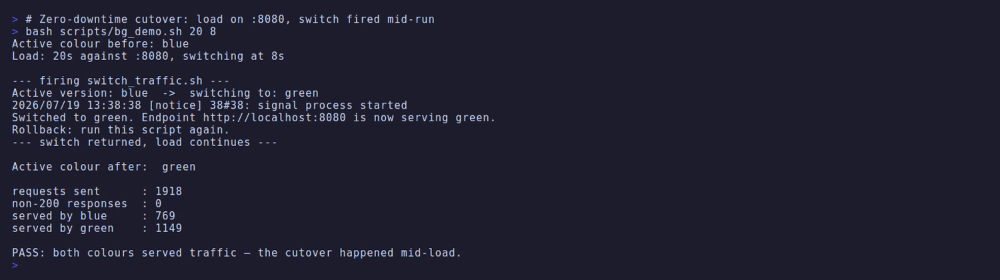 > # Zero-downtime cutover: load on :8080, switch fired mid-run
> bash scripts/bg_demo.sh 20 8
Active colour before: blue
Load: 20s against :8080, switching at 8s
--- firing switch_traffic.sh ---
Active version: blue  ->  switching to: green
2026/07/19 13:38:38 [notice] 38#38: signal process started
Switched to green. Endpoint http://localhost:8080 is now serving green.
Rollback: run this script again.
--- switch returned, load continues ---
Active colour after:  green
requests sent      : 1918
non-200 responses  : 0
served by blue     : 769
served by green    : 1149
PASS: both colours served traffic — the cutover happened mid-load.
>